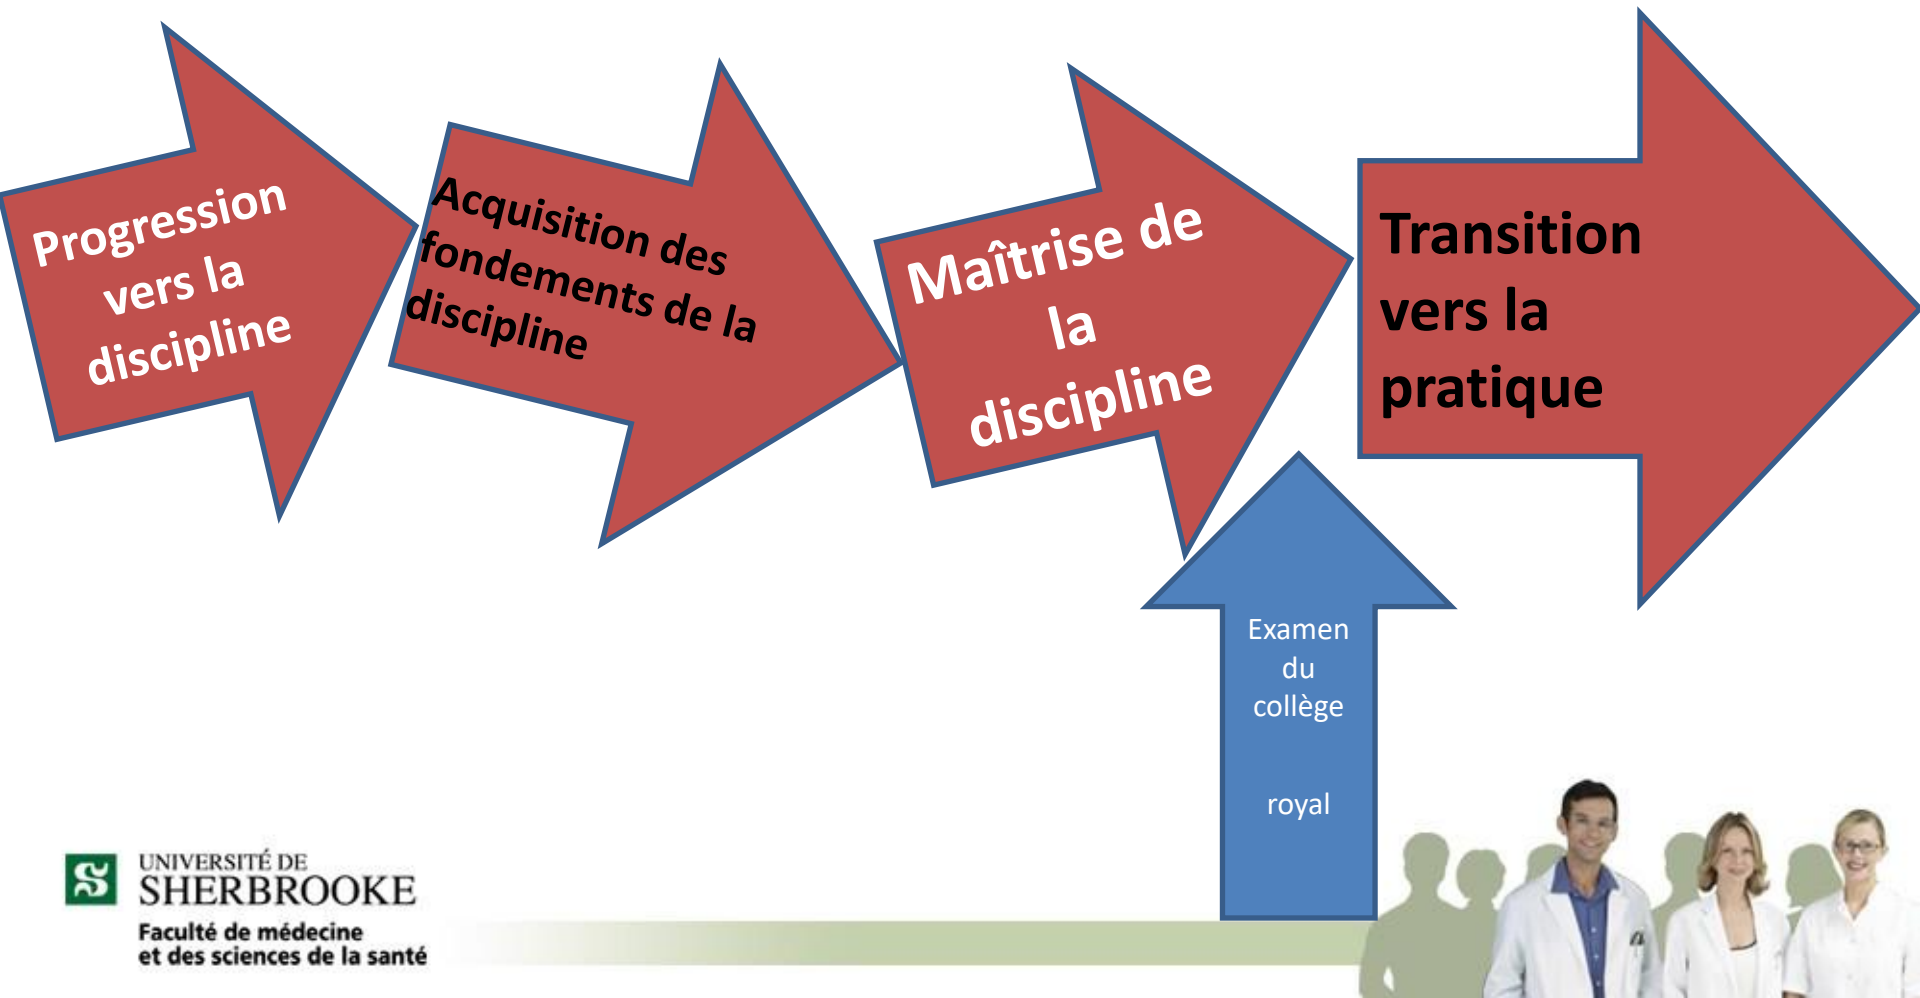 Progression
vers la
discipline
Acquisition des
fondements de la
discipline
Maîtrise de
la
discipline
Transition
vers la
pratique
Examen
du
collège
royal
UNIVERSITÉ DE
SHERBROOKE
Faculté de médecine
et des sciences de la santé